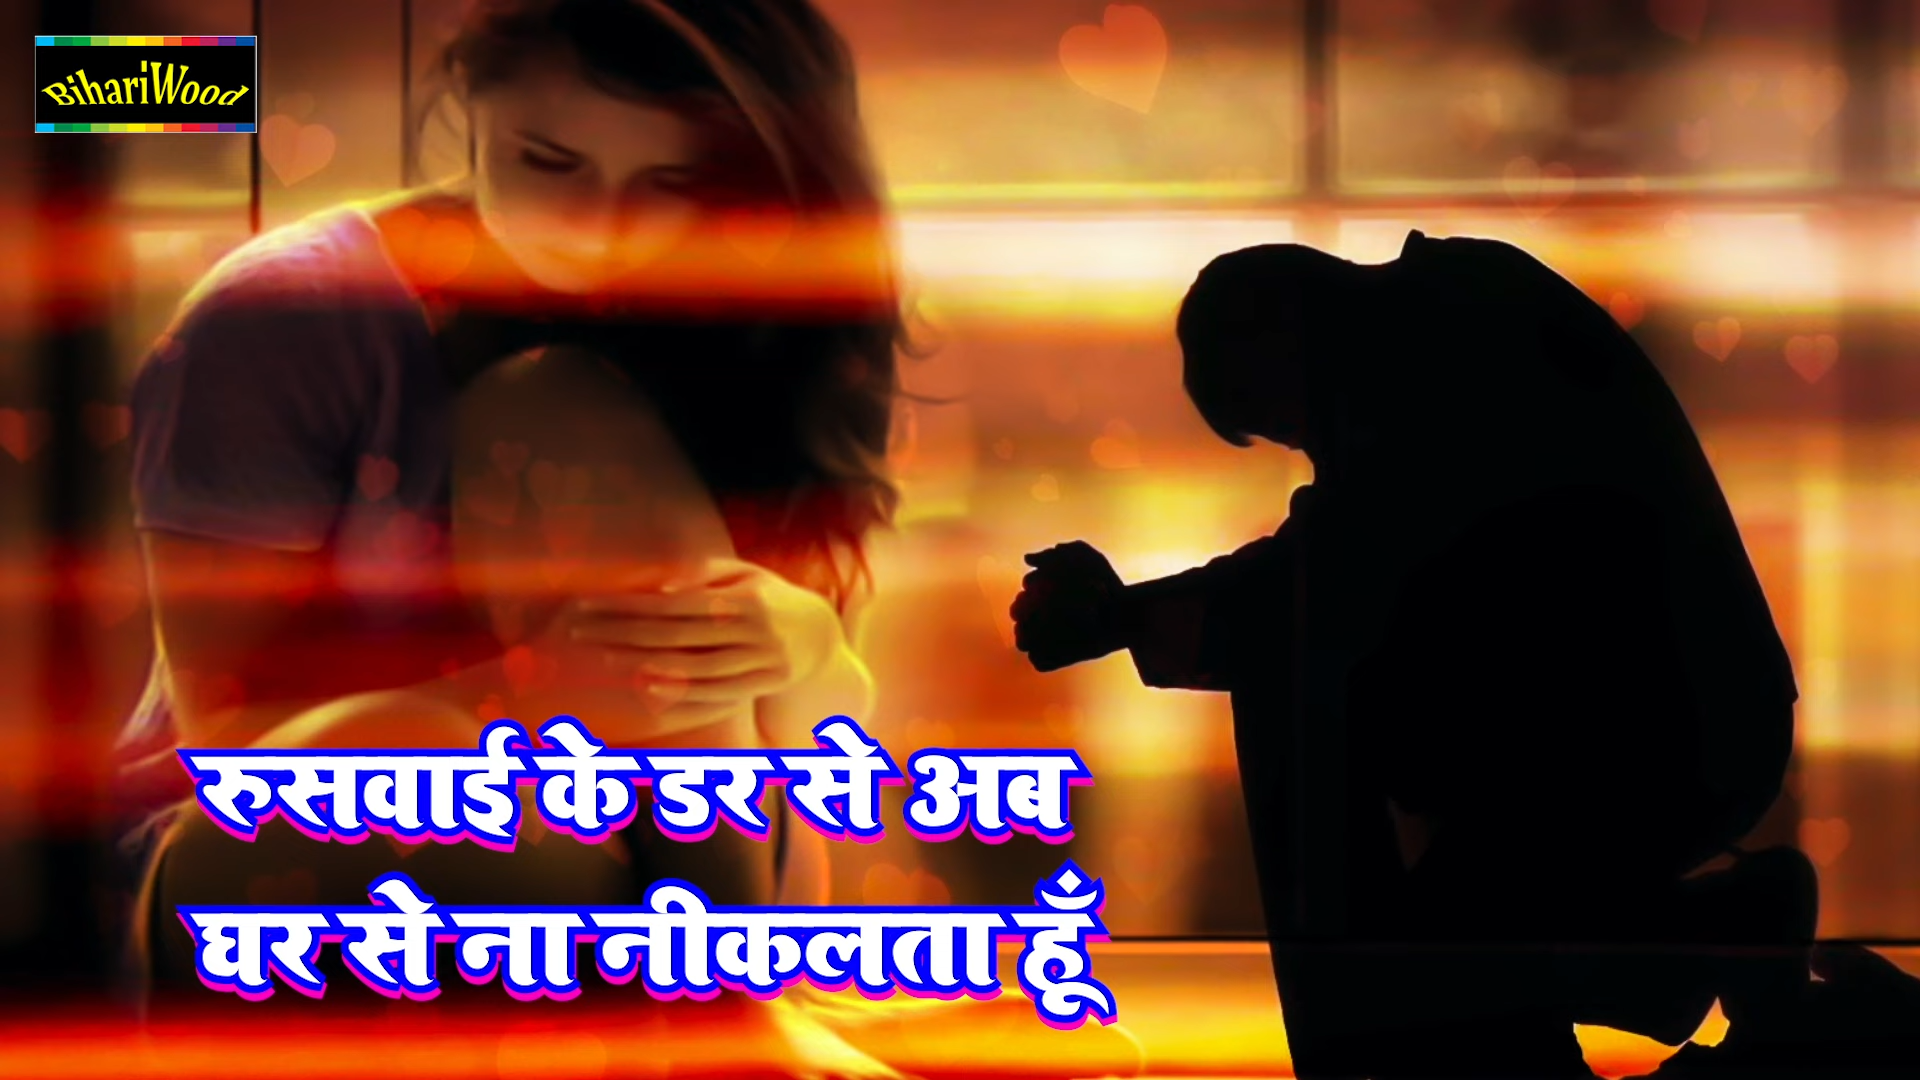 BihariWood
रुसवाई के डर से अब
घर से ना नीकलता हूँ